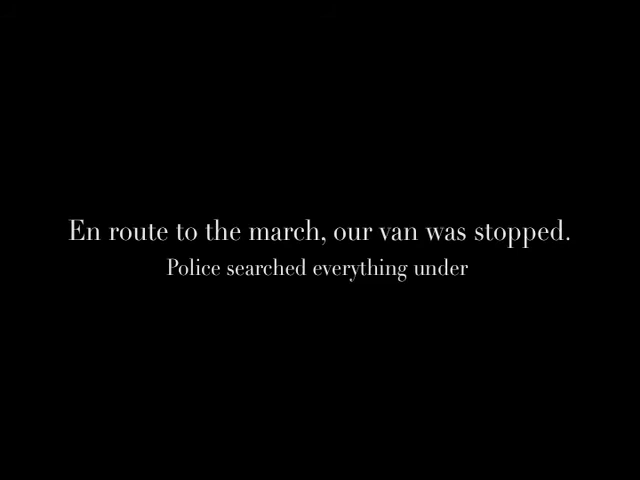 En route to the march, our van was stopped.
Police searched everything under